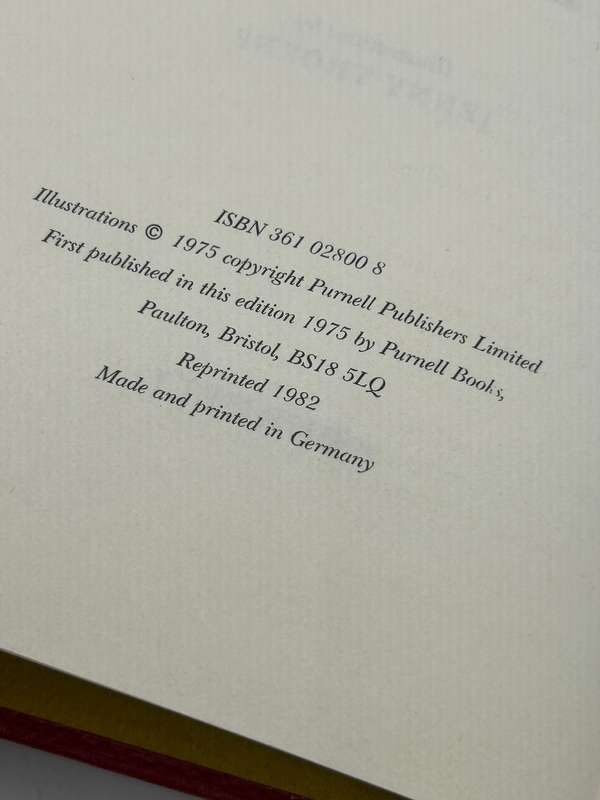 ISBN 361 02800 8
Illustrations © 1975 copyright Purnell Publishers Limited
First published in this edition 1975 by Purnell Books,
Paulton, Bristol, BS18 5LQ
Reprinted 1982
Made and printed in Germany